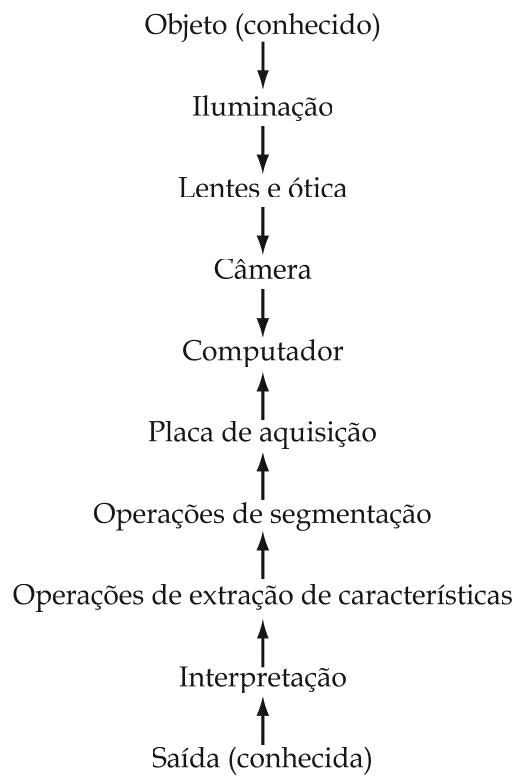 Objeto (conhecido)
Iluminação
Lentes e ótica
Câmera
Computador
Placa de aquisição
Operações de segmentação
Operações de extração de características
Interpretação
Saída (conhecida)